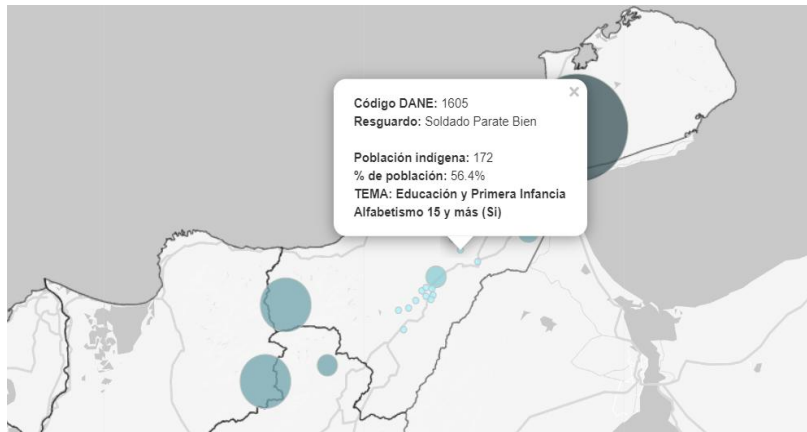 ×
Código DANE: 1605
Resguardo: Soldado Parate Bien
Población indígena: 172
% de población: 56.4%
TEMA: Educación y Primera Infancia
Alfabetismo 15 y más (Si)